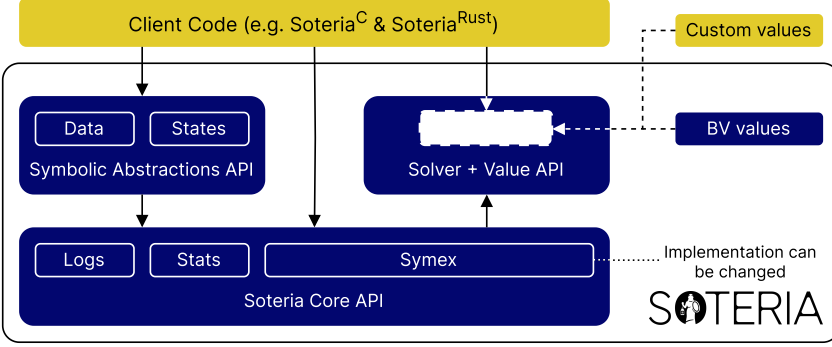 Client Code (e.g. Soteria^C & Soteria^Rust)
Custom values
Data
States
Symbolic Abstractions API
Solver + Value API
BV values
Logs
Stats
Symex
Soteria Core API
Implementation can
be changed
SOTERIA